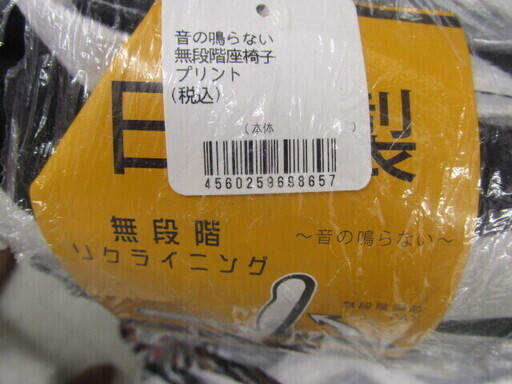 音の鳴らない
無段階座椅子
プリント
(税込)
(本体 )
4560259698657
日 製
無段階
リクライニング
～音の鳴らない～